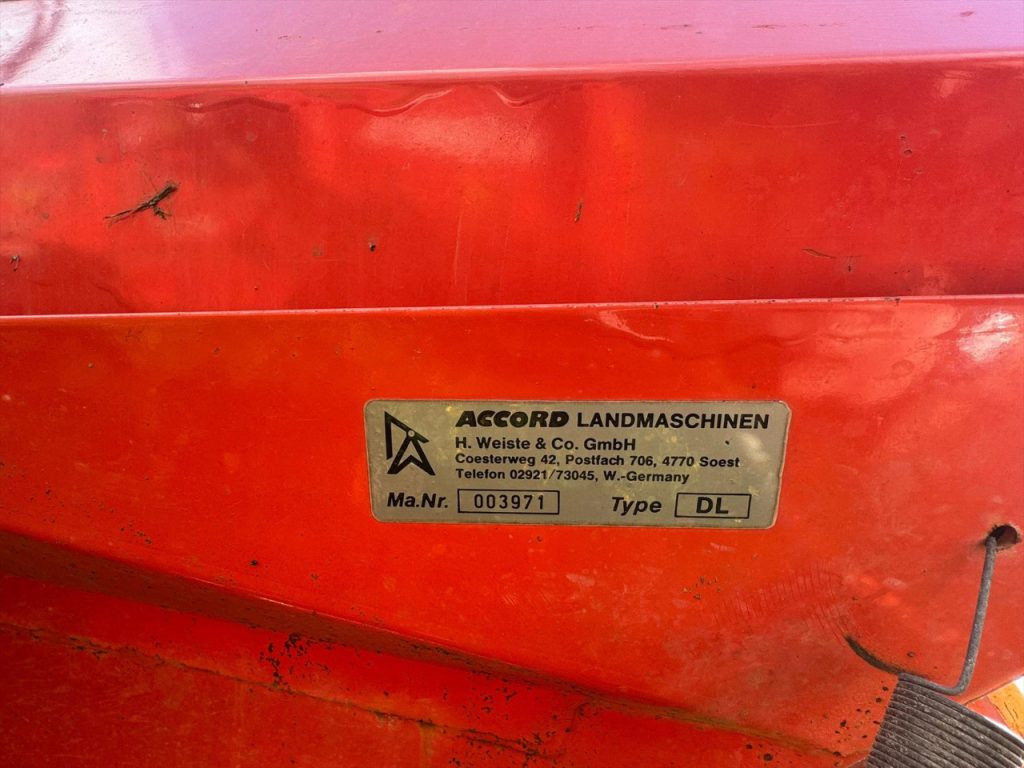 ACCORD LANDMASCHINEN
H. Weiste & Co. GmbH
Coesterweg 42, Postfach 706, 4770 Soest
Telefon 02921/73045, W.-Germany
Ma.Nr. 003971 Type DL